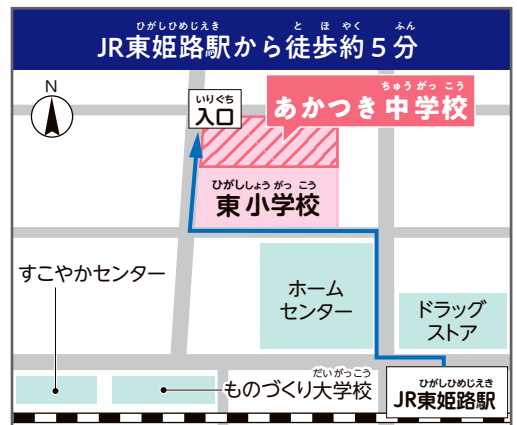 ひがしひめじえき と ほ やく ふん
JR東姫路駅から徒歩約5分
N
いりぐち
入口
ちゅうがっこう
あかつき中学校
ひがししょうがっこう
東小学校
すこやかセンター
ホーム
センター
ドラッグ
ストア
だいがっこう
ものづくり大学校
ひがしひめじえき
JR東姫路駅